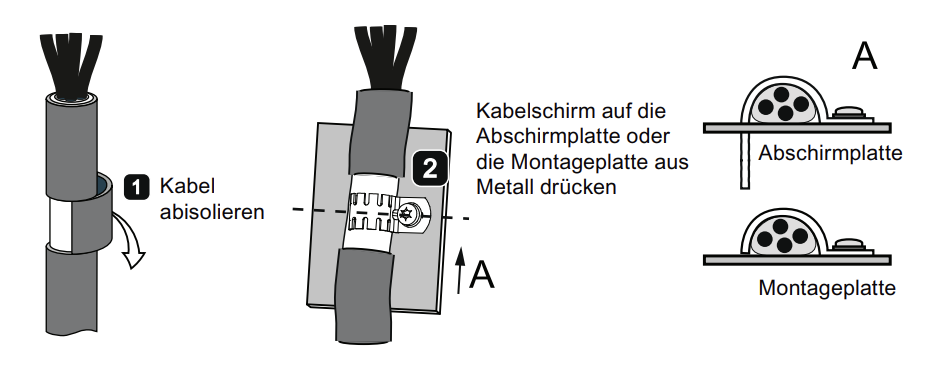 1 Kabel
abisolieren
2
Kabelschirm auf die
Abschirmplatte oder
die Montageplatte aus
Metall drücken
A
A
Abschirmplatte
Montageplatte